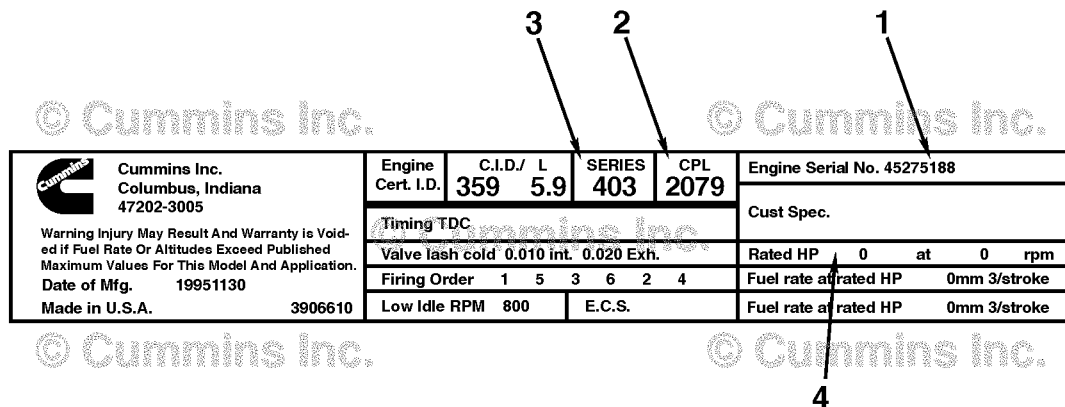 3 2 1
© Cummins Inc. © Cummins Inc.
Cummins
Cummins Inc.
Columbus, Indiana
47202-3005
Warning Injury May Result And Warranty is Void-
ed if Fuel Rate Or Altitudes Exceed Published
Maximum Values For This Model And Application.
Date of Mfg. 19951130
Made in U.S.A. 3906610
Engine
Cert. I.D.
C.I.D./ L
359 5.9
SERIES
403
CPL
2079
Timing TDC
© Cummins Inc.
Valve lash cold 0.010 int. 0.020 Exh.
Firing Order 1 5 3 6 2 4
Low Idle RPM 800 E.C.S.
Engine Serial No. 45275188
Cust Spec.
Rated HP 0 at 0 rpm
Fuel rate at rated HP 0mm 3/stroke
Fuel rate at rated HP 0mm 3/stroke
© Cummins Inc. © Cummins Inc.
4